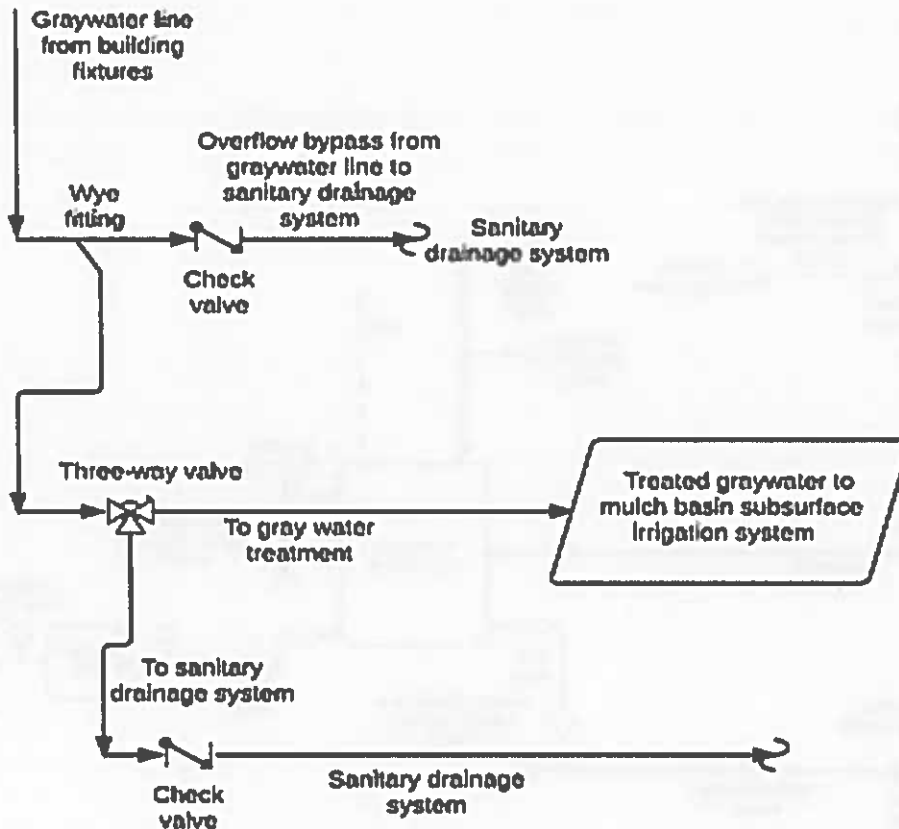 Graywater line
from building
fixtures
Overflow bypass from
graywater line to
sanitary drainage
system
Wye
fitting
Sanitary
drainage system
Check
valve
Three-way valve
Treated graywater to
mulch basin subsurface
irrigation system
To gray water
treatment
To sanitary
drainage system
Sanitary drainage
system
Check
valve